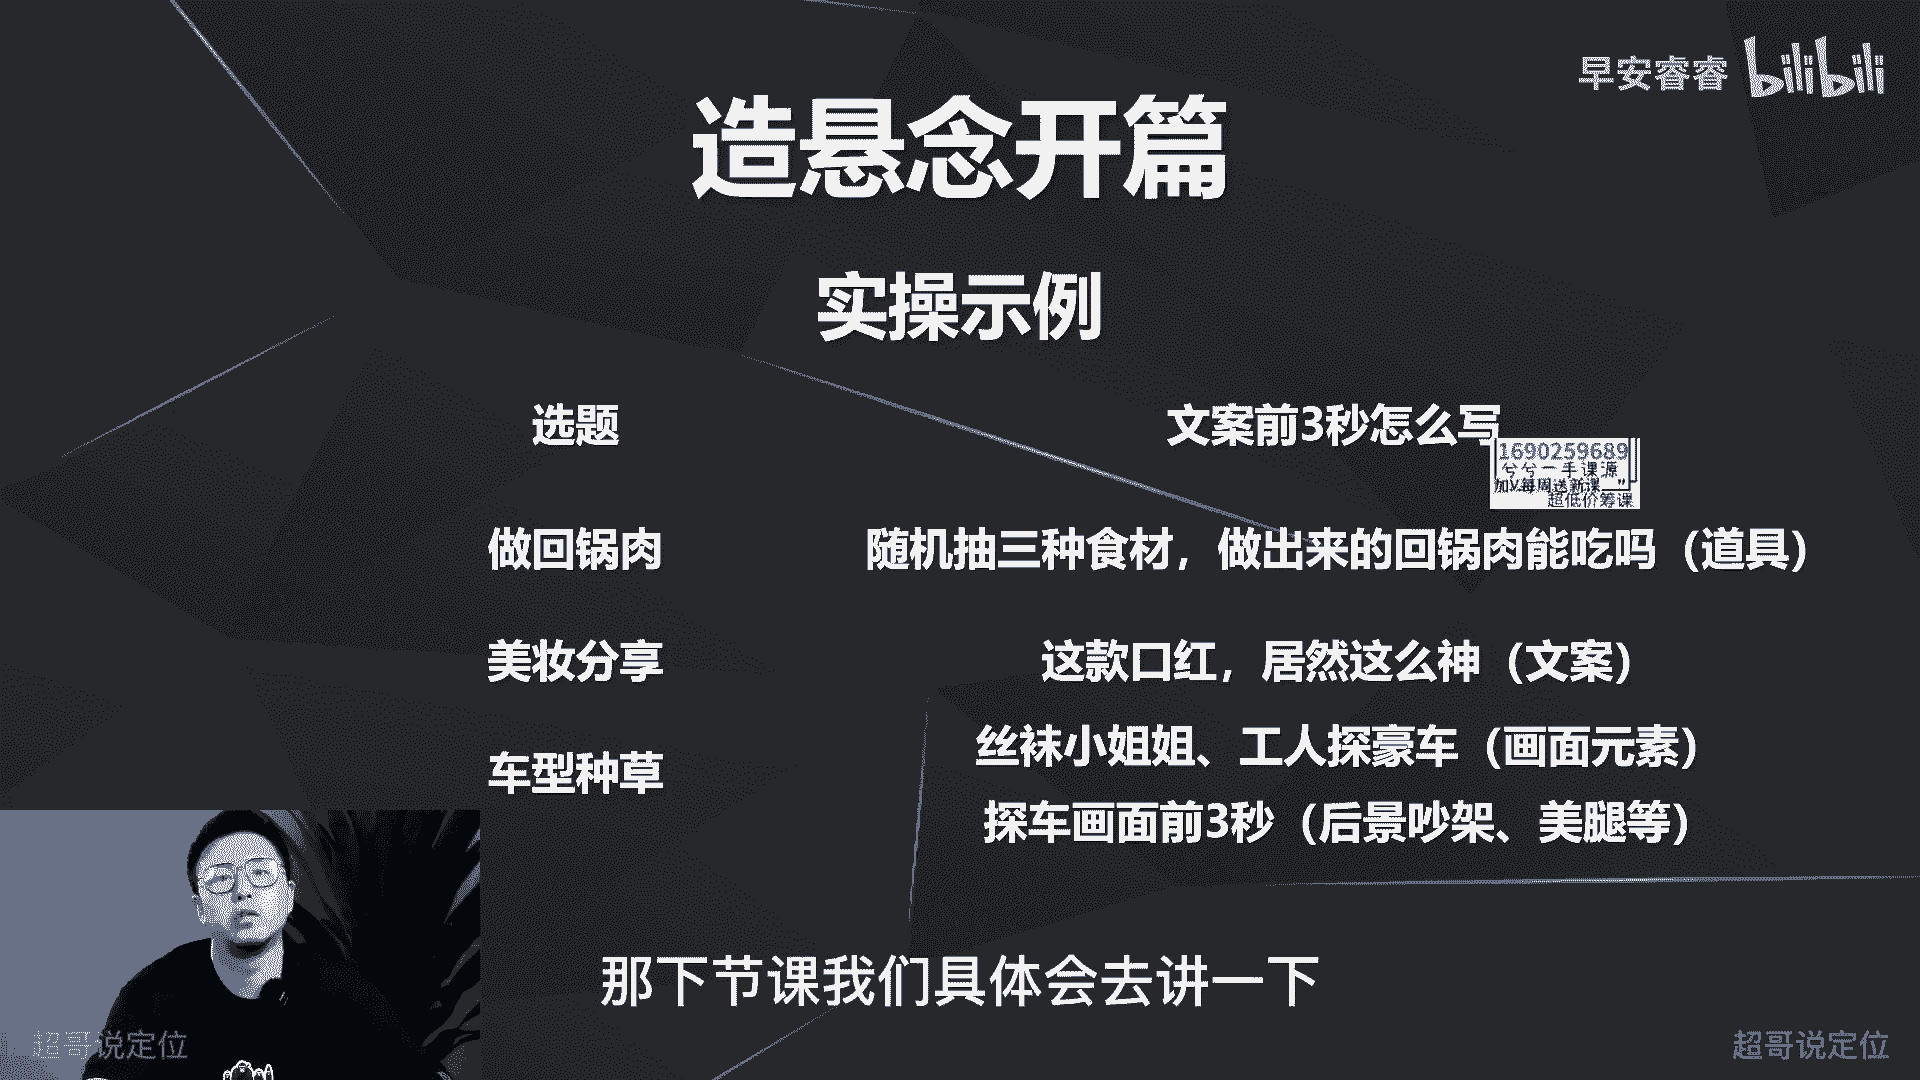 早安睿睿 bilibili
造悬念开篇
实操示例
选题 文案前3秒怎么写
1690259689
兮兮一手课源
加V每周送新课
超低价筹课
做回锅肉 随机抽三种食材，做出来的回锅肉能吃吗（道具）
美妆分享 这款口红，居然这么神（文案）
车型种草 丝袜小姐姐、工人探豪车（画面元素）
探车画面前3秒（后景吵架、美腿等）
那下节课我们具体会去讲一下
超哥说定位
超哥说定位